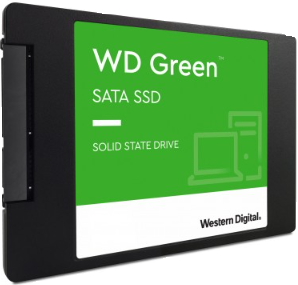 WD Green™
SATA SSD
SOLID STATE DRIVE
Western Digital.